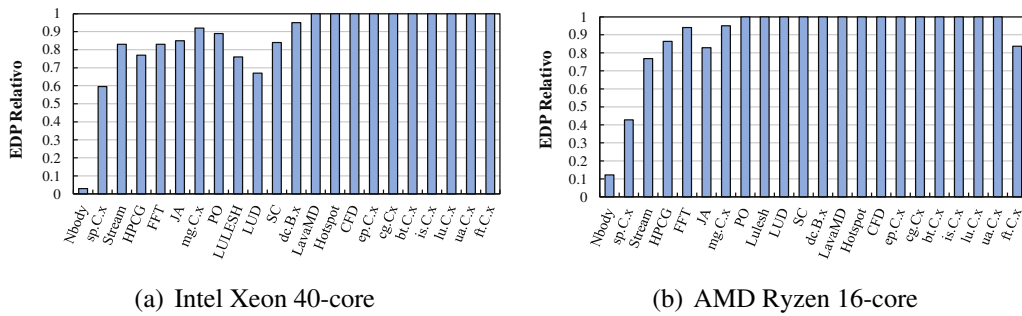 EDP Relativo
1
0.9
0.8
0.7
0.6
0.5
0.4
0.3
0.2
0.1
0
Nbody
sp.C.x
Stream
HPCG
FFT
JA
mg.C.x
PO
LULESH
LUD
SC
dc.B.x
LavaMD
Hotspot
CFD
ep.C.x
cg.C.x
bt.C.x
is.C.x
lu.C.x
ua.C.x
ft.C.x
(a) Intel Xeon 40-core
EDP Relativo
1
0.9
0.8
0.7
0.6
0.5
0.4
0.3
0.2
0.1
Nbody
sp.C.x
Stream
HPCG
FFT
JA
mg.C.x
PO
Lulesh
LUD
SC
dc.B.x
LavaMD
Hotspot
CFD
ep.C.x
cg.C.x
bt.C.x
is.C.x
lu.C.x
ua.C.x
ft.C.x
(b) AMD Ryzen 16-core